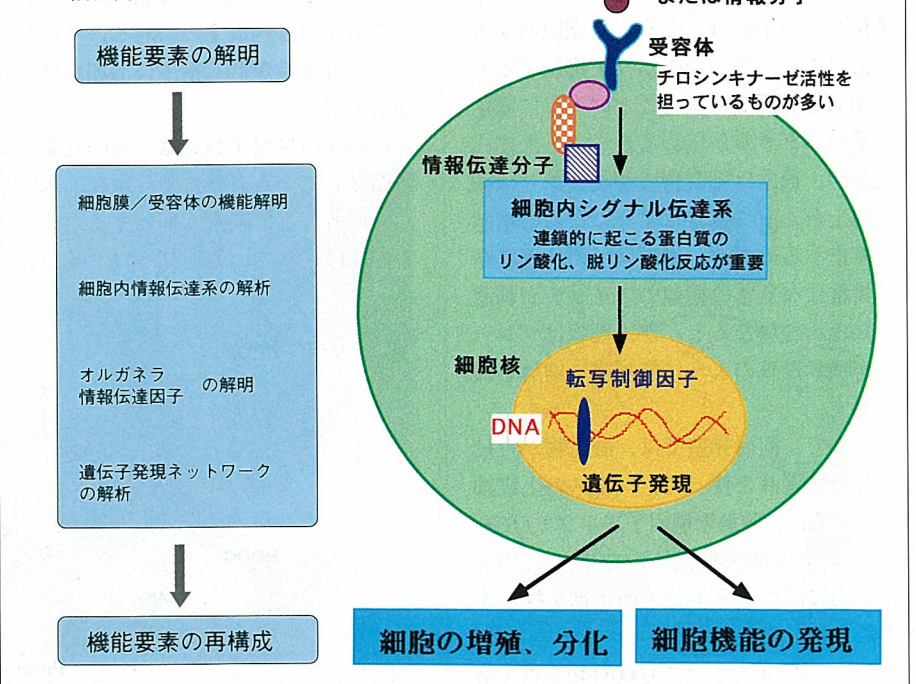 機能要素の解明
細胞膜／受容体の機能解明
細胞内情報伝達系の解析
オルガネラ
情報伝達因子
の解明
遺伝子発現ネットワーク
の解析
機能要素の再構成
または情報分子
受容体
チロシンキナーゼ活性を
担っているものが多い
情報伝達分子
細胞内シグナル伝達系
連鎖的に起こる蛋白質の
リン酸化、脱リン酸化反応が重要
細胞核
転写制御因子
DNA
遺伝子発現
細胞の増殖、分化
細胞機能の発現